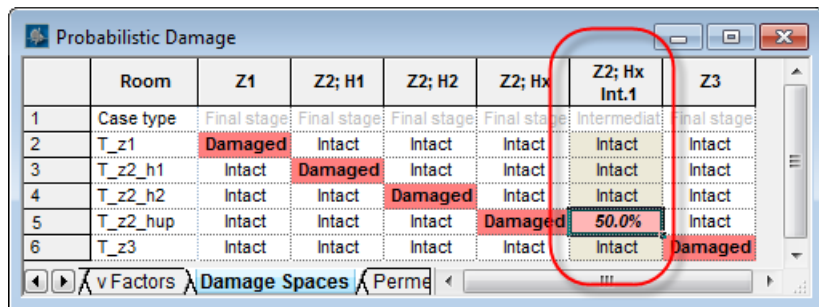 Probabilistic Damage
Room Z1 Z2; H1 Z2; H2 Z2; Hx Z2; Hx Int.1 Z3
1 Case type Final stage Final stage Final stage Final stage Intermediat Final stage
2 T_z1 Damaged Intact Intact Intact Intact Intact
3 T_z2_h1 Intact Damaged Intact Intact Intact Intact
4 T_z2_h2 Intact Intact Damaged Intact Intact Intact
5 T_z2_hup Intact Intact Intact Damaged 50.0% Intact
6 T_z3 Intact Intact Intact Intact Intact Damaged
v Factors Damage Spaces Perme